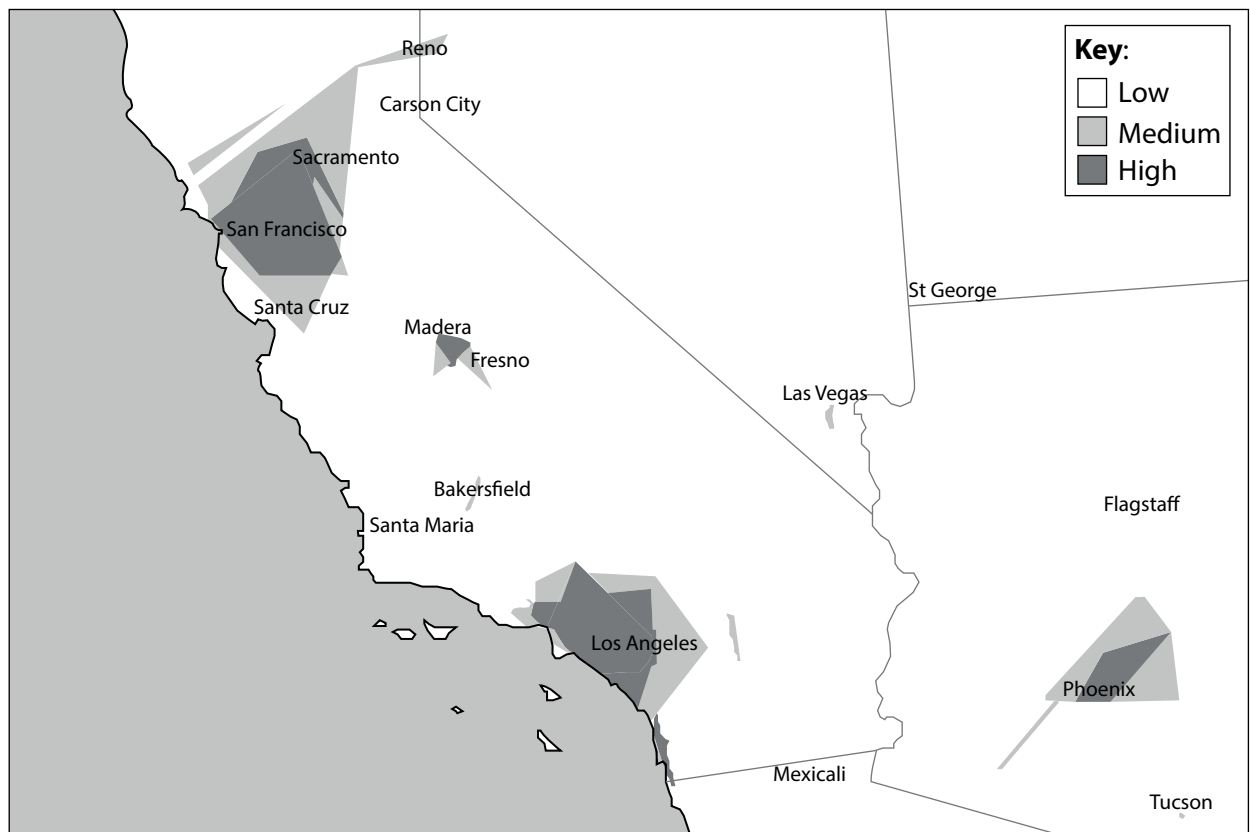 Reno
Key:
Low
Carson City
Medium
Sacramento
High
San Francisco
St George
Santa Cruz
Madera
Fresno
Las Vegas
Bakersfield
Flagstaff
Santa Maria
Los Angeles
Phoenix
Mexicali
Tucson